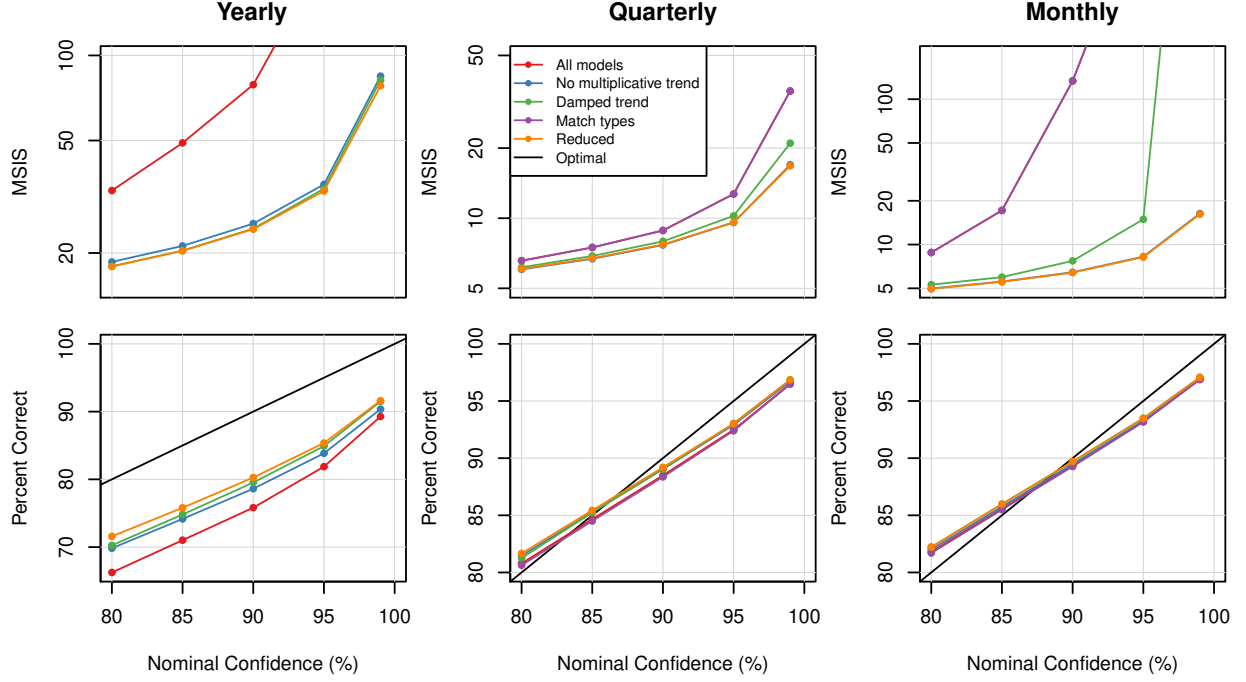 Yearly
Quarterly
Monthly
MSIS
20
50
100
MSIS
5
10
20
50
All models
No multiplicative trend
Damped trend
Match types
Reduced
Optimal
MSIS
5
10
20
50
100
Percent Correct
70
80
90
100
Percent Correct
80
85
90
95
100
Percent Correct
80
85
90
95
100
80 85 90 95 100
80 85 90 95 100
80 85 90 95 100
Nominal Confidence (%)
Nominal Confidence (%)
Nominal Confidence (%)